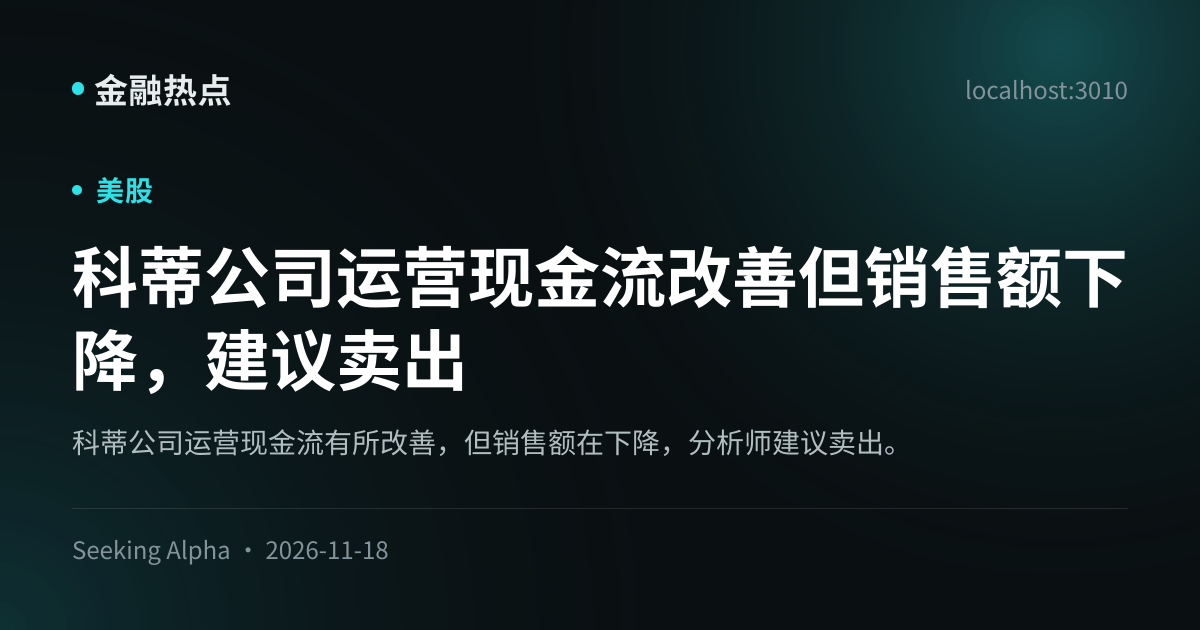 金融热点
localhost:3010
美股
科蒂公司运营现金流改善但销售额下
降，建议卖出
科蒂公司运营现金流有所改善，但销售额在下降，分析师建议卖出。
Seeking Alpha · 2026-11-18